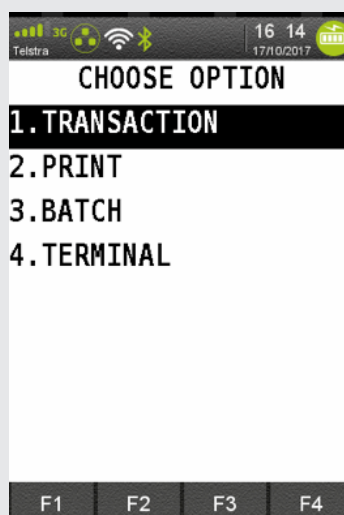 3G 16 14
Telstra 17/10/2017
CHOOSE OPTION
1.TRANSACTION
2.PRINT
3.BATCH
4.TERMINAL
F1 F2 F3 F4